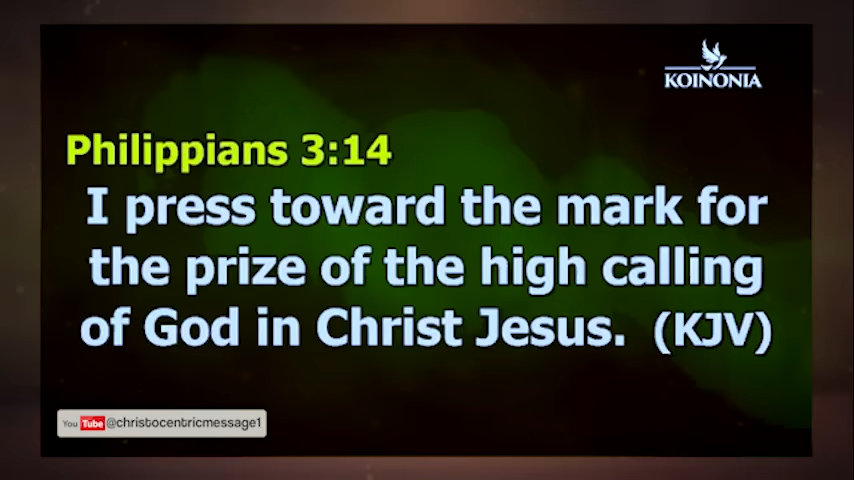 KOINONIA
Philippians 3:14
I press toward the mark for
the prize of the high calling
of God in Christ Jesus. (KJV)
You Tube @christocentricmessage1